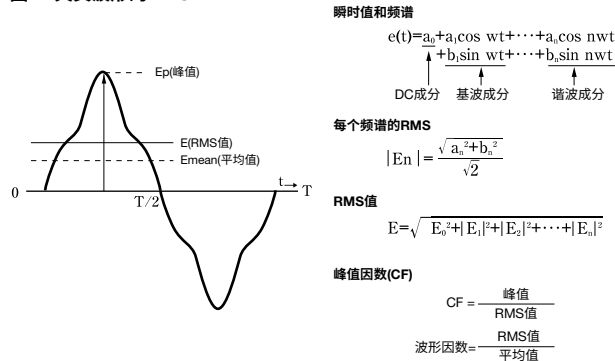 Ep(峰值)
E(RMS值)
Emean(平均值)
0
T/2
t
T
瞬时值和频谱
e(t)=a₀+a₁cos wt+···+aₙcos nwt
+b₁sin wt+···+bₙsin nwt
DC成分 基波成分 谐波成分
每个频谱的RMS
|En|=√aₙ²+bₙ² / √2
RMS值
E=√E₀²+|E₁|²+|E₂|²+···+|Eₙ|²
峰值因数(CF)
CF = 峰值 / RMS值
波形因数= RMS值 / 平均值